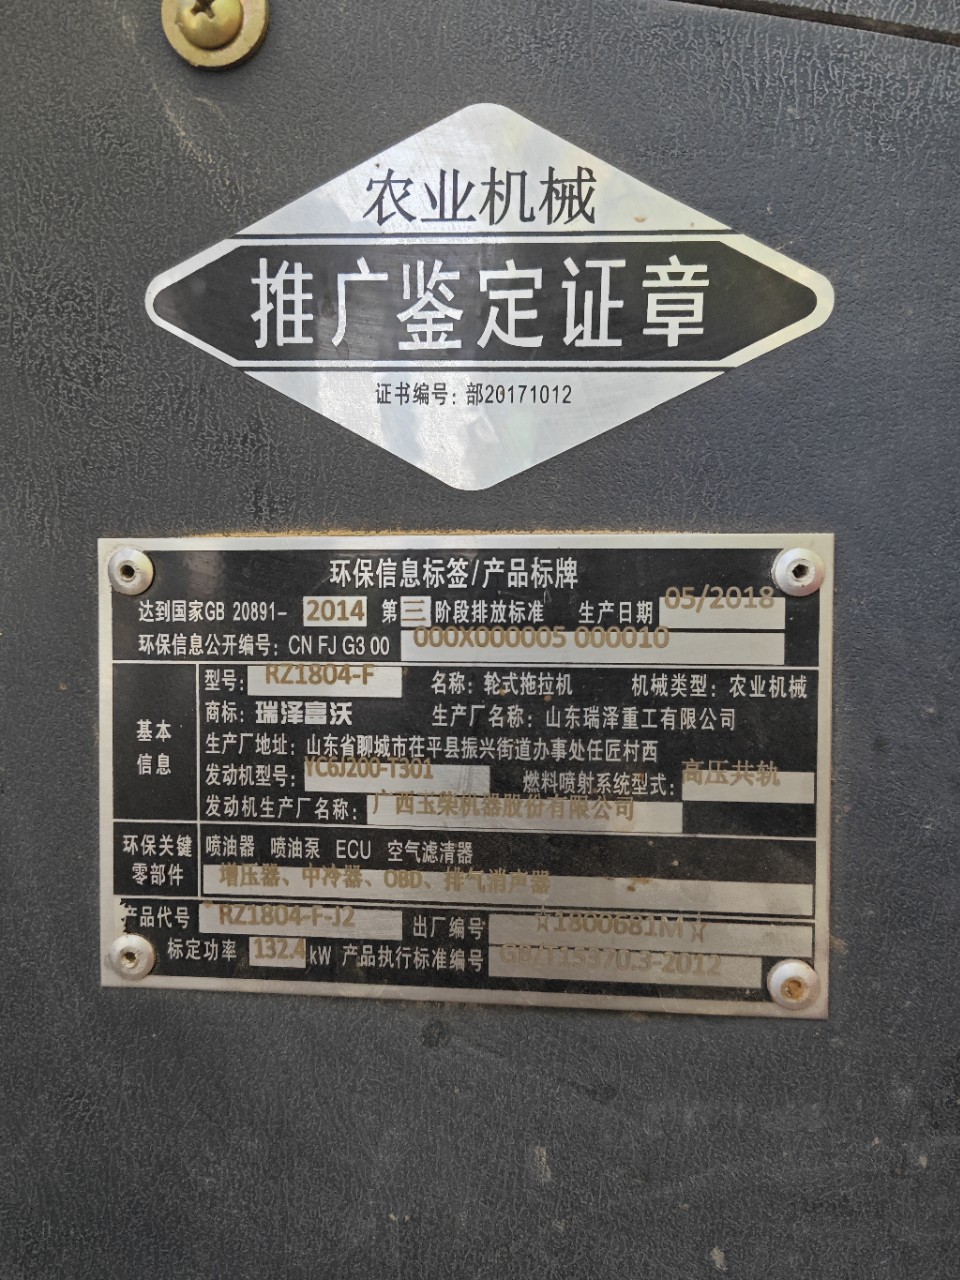 农业机械
推广鉴定证章
证书编号：部20171012
环保信息标签/产品标牌
达到国家GB 20891- 2014 第三阶段排放标准 生产日期 05/2018
环保信息公开编号：CN FJ G3 00 000X000005 000010
型号：RZ1804-F 名称：轮式拖拉机 机械类型：农业机械
商标：瑞泽富沃 生产厂名称：山东瑞泽重工有限公司
基本信息
生产厂地址：山东省聊城市茌平县振兴街道办事处任匠村西
发动机型号：YC6J200-T301 燃料喷射系统型式：高压共轨
发动机生产厂名称：广西玉柴机器股份有限公司
环保关键零部件
喷油器 喷油泵 ECU 空气滤清器
增压器、中冷器、OBD、排气消声器
产品代号 RZ1804-F-J2 出厂编号 ☆1800681M☆
标定功率 132.4 kW 产品执行标准编号 GB/T15370.3-2012